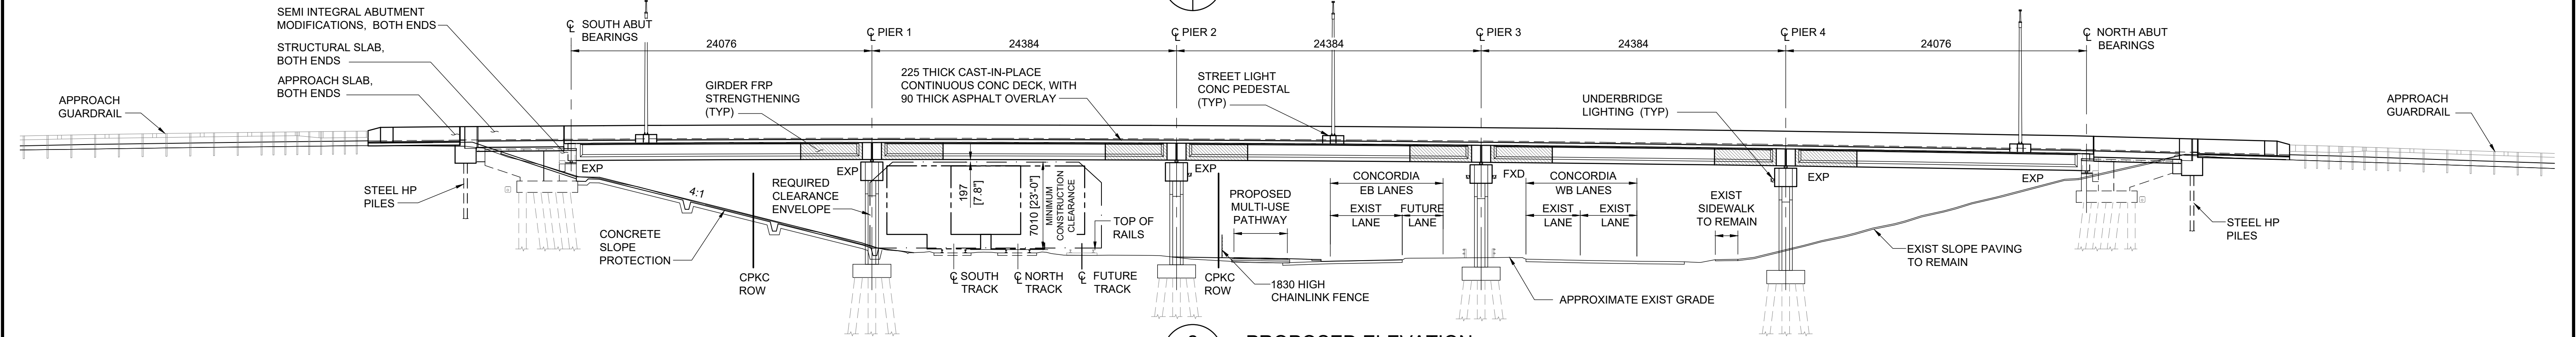 SEMI INTEGRAL ABUTMENT
MODIFICATIONS, BOTH ENDS
STRUCTURAL SLAB,
BOTH ENDS
APPROACH SLAB,
BOTH ENDS
APPROACH
GUARDRAIL
℄ SOUTH ABUT
BEARINGS
24076
℄ PIER 1
24384
℄ PIER 2
24384
℄ PIER 3
24384
℄ PIER 4
24076
℄ NORTH ABUT
BEARINGS
GIRDER FRP
STRENGTHENING
(TYP)
225 THICK CAST-IN-PLACE
CONTINUOUS CONC DECK, WITH
90 THICK ASPHALT OVERLAY
STREET LIGHT
CONC PEDESTAL
(TYP)
UNDERBRIDGE
LIGHTING (TYP)
APPROACH
GUARDRAIL
EXP
EXP
EXP
FXD
EXP
EXP
STEEL HP
PILES
4:1
CONCRETE
SLOPE
PROTECTION
CPKC
ROW
REQUIRED
CLEARANCE
ENVELOPE
197
[7.8"]
7010 [23'-0"]
MINIMUM
CONSTRUCTION
CLEARANCE
TOP OF
RAILS
℄ SOUTH
TRACK
℄ NORTH
TRACK
℄ FUTURE
TRACK
PROPOSED
MULTI-USE
PATHWAY
CPKC
ROW
1830 HIGH
CHAINLINK FENCE
CONCORDIA
EB LANES
EXIST
LANE
FUTURE
LANE
CONCORDIA
WB LANES
EXIST
LANE
EXIST
LANE
EXIST
SIDEWALK
TO REMAIN
APPROXIMATE EXIST GRADE
EXIST SLOPE PAVING
TO REMAIN
STEEL HP
PILES